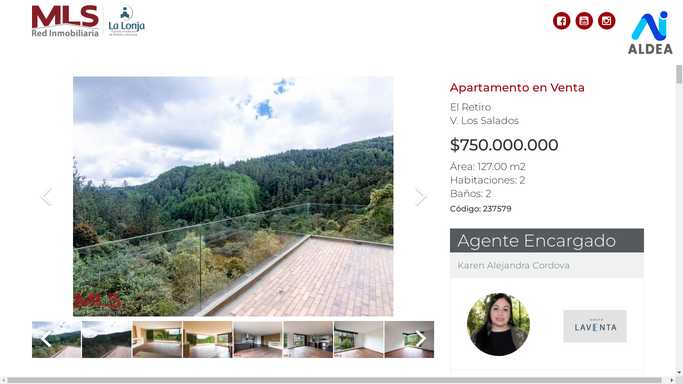 MLS
Red Inmobiliaria
La Lonja
ALDEA
Apartamento en Venta
El Retiro
V. Los Salados
$750.000.000
Área: 127.00 m2
Habitaciones: 2
Baños: 2
Código: 237579
MLS
Agente Encargado
Karen Alejandra Cordova
LAVENTA